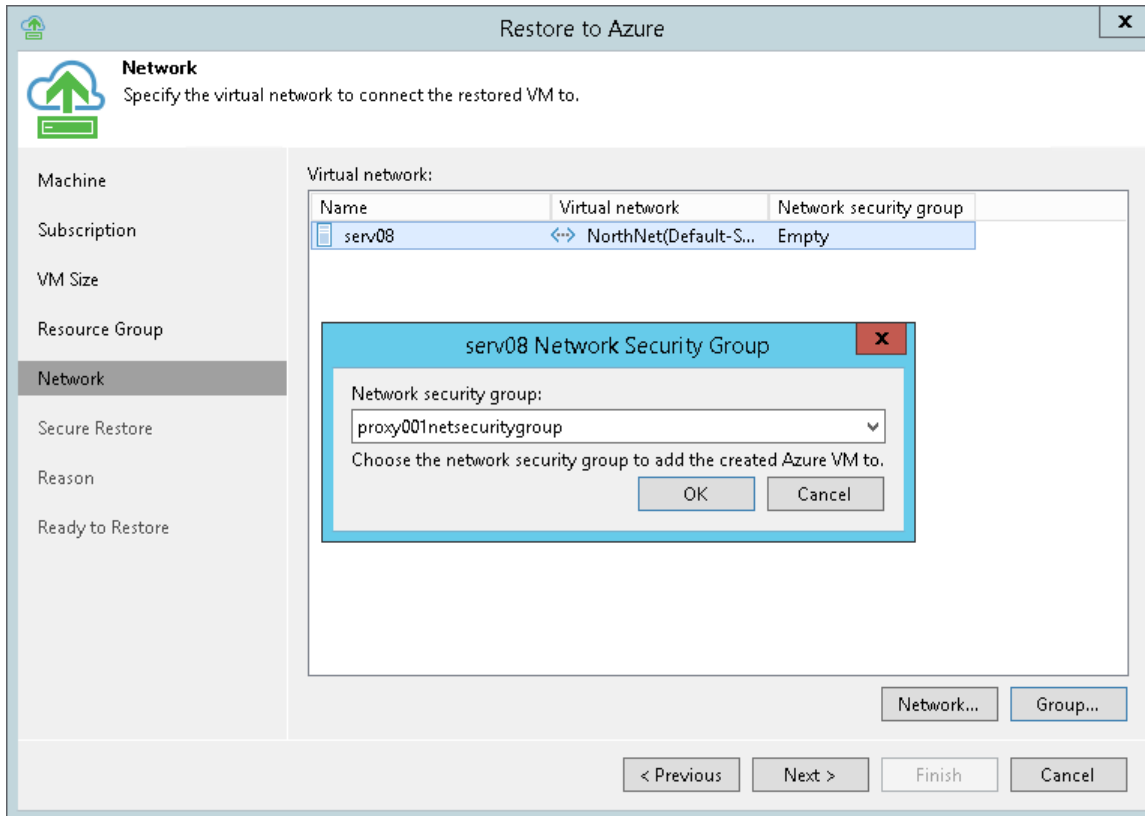 Restore to Azure
x
Network
Specify the virtual network to connect the restored VM to.
Machine
Subscription
VM Size
Resource Group
Network
Secure Restore
Reason
Ready to Restore
Virtual network:
Name Virtual network Network security group
serv08 NorthNet(Default-S... Empty
serv08 Network Security Group
x
Network security group:
proxy001netsecuritygroup
Choose the network security group to add the created Azure VM to.
OK Cancel
Network... Group...
< Previous Next > Finish Cancel